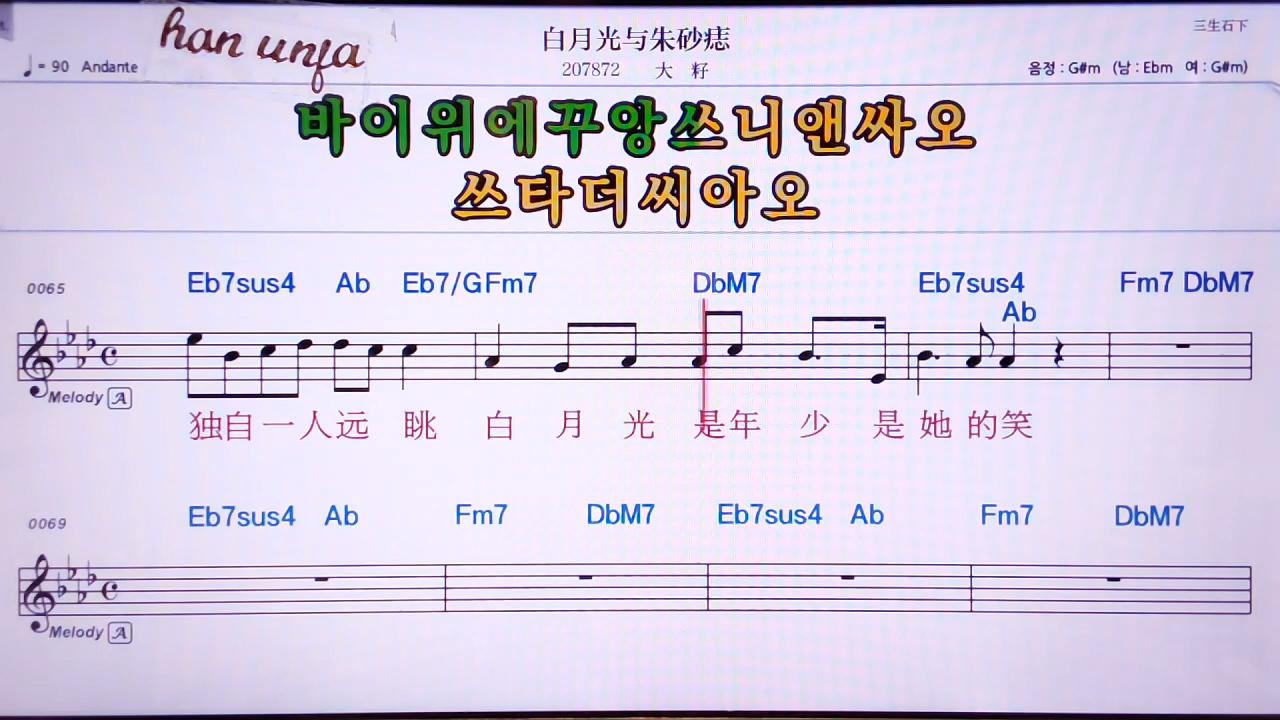 han unja
白月光与朱砂痣
三生石下
♩= 90 Andante
207872 大 籽
음정 : G#m (남 : Ebm 여 : G#m)
바이위에꾸앙쓰니앤싸오
쓰타더씨아오
0065
Eb7sus4 Ab Eb7/G Fm7 DbM7 Eb7sus4 Ab Fm7 DbM7
Melody A
独自一人远 眺 白 月 光 是年 少 是 她 的笑
0069
Eb7sus4 Ab Fm7 DbM7 Eb7sus4 Ab Fm7 DbM7
Melody A